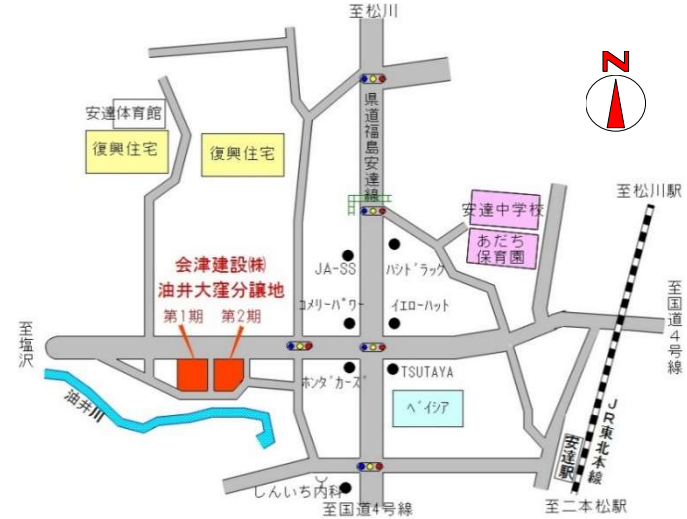 至松川
N
安達体育館
復興住宅
復興住宅
県道福島安達線
安達中学校
至松川駅
あだち
保育園
JA-SS
ハシドラッグ
会津建設㈱
油井大窪分譲地
第1期
第2期
コメリーパワー
イエローハット
至国道4号線
至塩沢
ホンダカーズ
TSUTAYA
ベイシア
油井川
JR東北本線
安達駅
しんいち内科
至国道4号線
至二本松駅